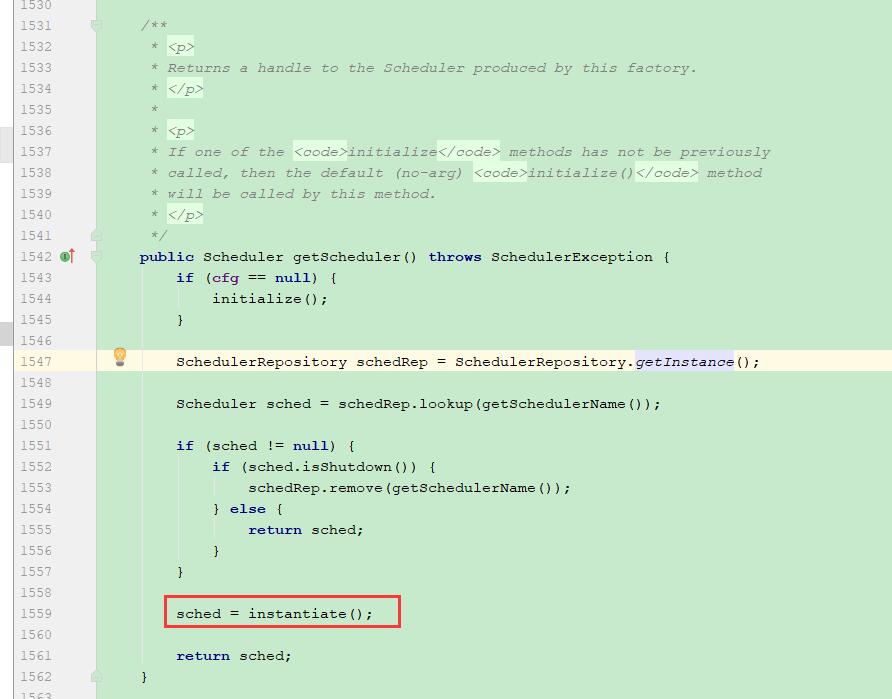 1530
1531 /**
1532 * <p>
1533 * Returns a handle to the Scheduler produced by this factory.
1534 * </p>
1535 *
1536 * <p>
1537 * If one of the <code>initialize</code> methods has not be previously
1538 * called, then the default (no-arg) <code>initialize()</code> method
1539 * will be called by this method.
1540 * </p>
1541 */
1542 public Scheduler getScheduler() throws SchedulerException {
1543 if (cfg == null) {
1544 initialize();
1545 }
1546
1547 SchedulerRepository schedRep = SchedulerRepository.getInstance();
1548
1549 Scheduler sched = schedRep.lookup(getSchedulerName());
1550
1551 if (sched != null) {
1552 if (sched.isShutdown()) {
1553 schedRep.remove(getSchedulerName());
1554 } else {
1555 return sched;
1556 }
1557 }
1558
1559 sched = instantiate();
1560
1561 return sched;
1562 }
1563